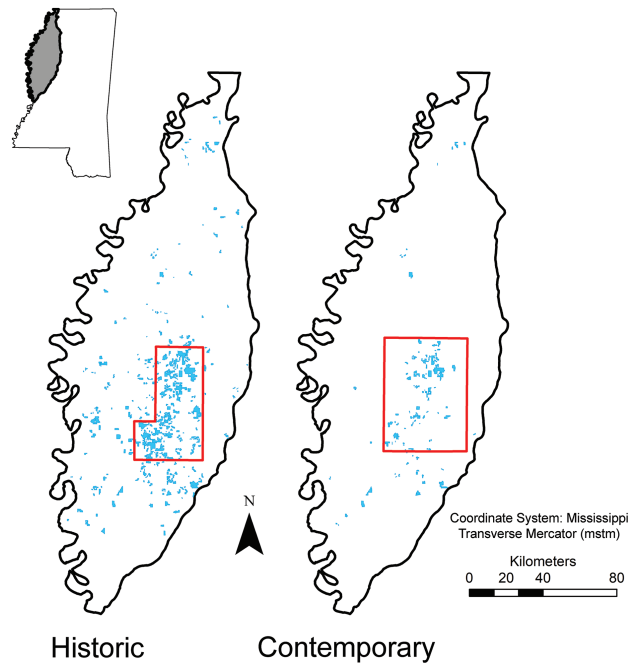 N
Coordinate System: Mississippi
Transverse Mercator (mstm)
Kilometers
0 20 40 80
Historic
Contemporary